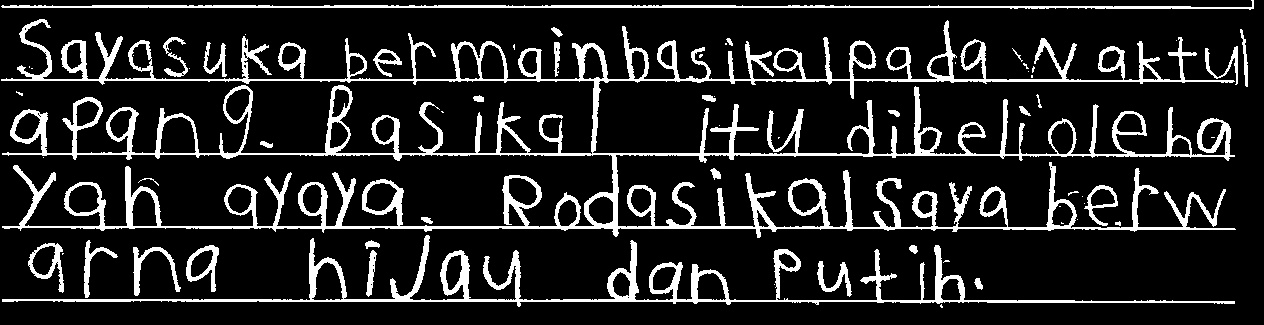 Sayasuka bermainbasikalpada waktul
apang. Basikal itu dibelioleha
yah ayaya. Rodasikalsaya berw
arna hijau dan putih.